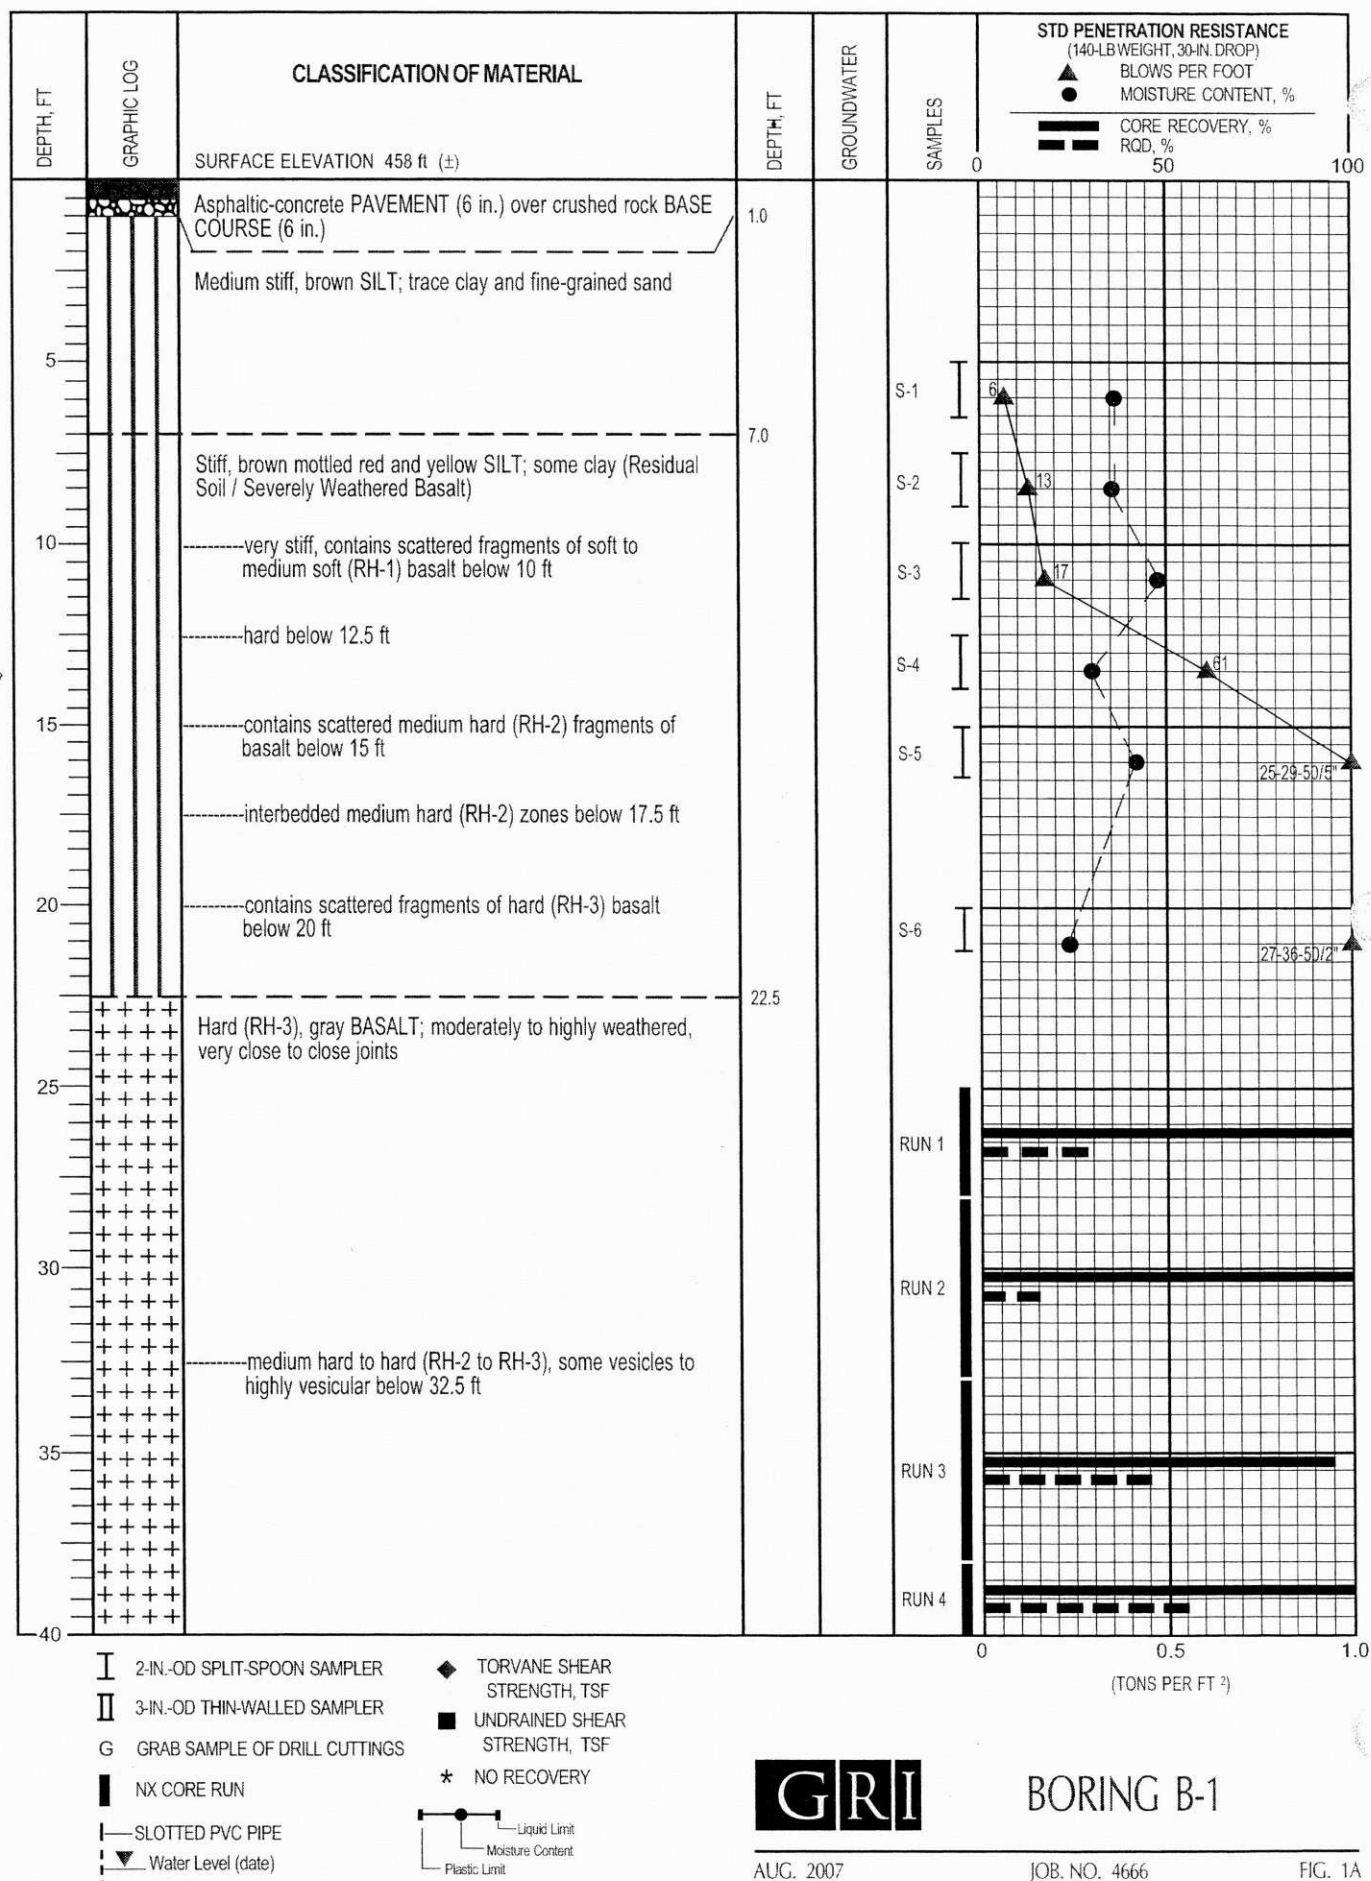 DEPTH, FT
GRAPHIC LOG
CLASSIFICATION OF MATERIAL
SURFACE ELEVATION 458 ft (±)
DEPTH, FT
GROUNDWATER
SAMPLES
STD PENETRATION RESISTANCE
(140-LB WEIGHT, 30-IN. DROP)
BLOWS PER FOOT
MOISTURE CONTENT, %
CORE RECOVERY, %
RQD, %
0 50 100
Asphaltic-concrete PAVEMENT (6 in.) over crushed rock BASE
COURSE (6 in.)
1.0
Medium stiff, brown SILT; trace clay and fine-grained sand
5
S-1
6
7.0
Stiff, brown mottled red and yellow SILT; some clay (Residual
Soil / Severely Weathered Basalt)
S-2
13
10
very stiff, contains scattered fragments of soft to
medium soft (RH-1) basalt below 10 ft
S-3
17
hard below 12.5 ft
S-4
61
15
contains scattered medium hard (RH-2) fragments of
basalt below 15 ft
S-5
25-29-50/5"
interbedded medium hard (RH-2) zones below 17.5 ft
20
contains scattered fragments of hard (RH-3) basalt
below 20 ft
S-6
27-36-50/2"
22.5
Hard (RH-3), gray BASALT; moderately to highly weathered,
very close to close joints
25
RUN 1
30
RUN 2
medium hard to hard (RH-2 to RH-3), some vesicles to
highly vesicular below 32.5 ft
35
RUN 3
RUN 4
40
0 0.5 1.0
(TONS PER FT ²)
2-IN.-OD SPLIT-SPOON SAMPLER
3-IN.-OD THIN-WALLED SAMPLER
G GRAB SAMPLE OF DRILL CUTTINGS
NX CORE RUN
SLOTTED PVC PIPE
Water Level (date)
TORVANE SHEAR
STRENGTH, TSF
UNDRAINED SHEAR
STRENGTH, TSF
* NO RECOVERY
Liquid Limit
Moisture Content
Plastic Limit
GRI
BORING B-1
AUG. 2007 JOB. NO. 4666 FIG. 1A